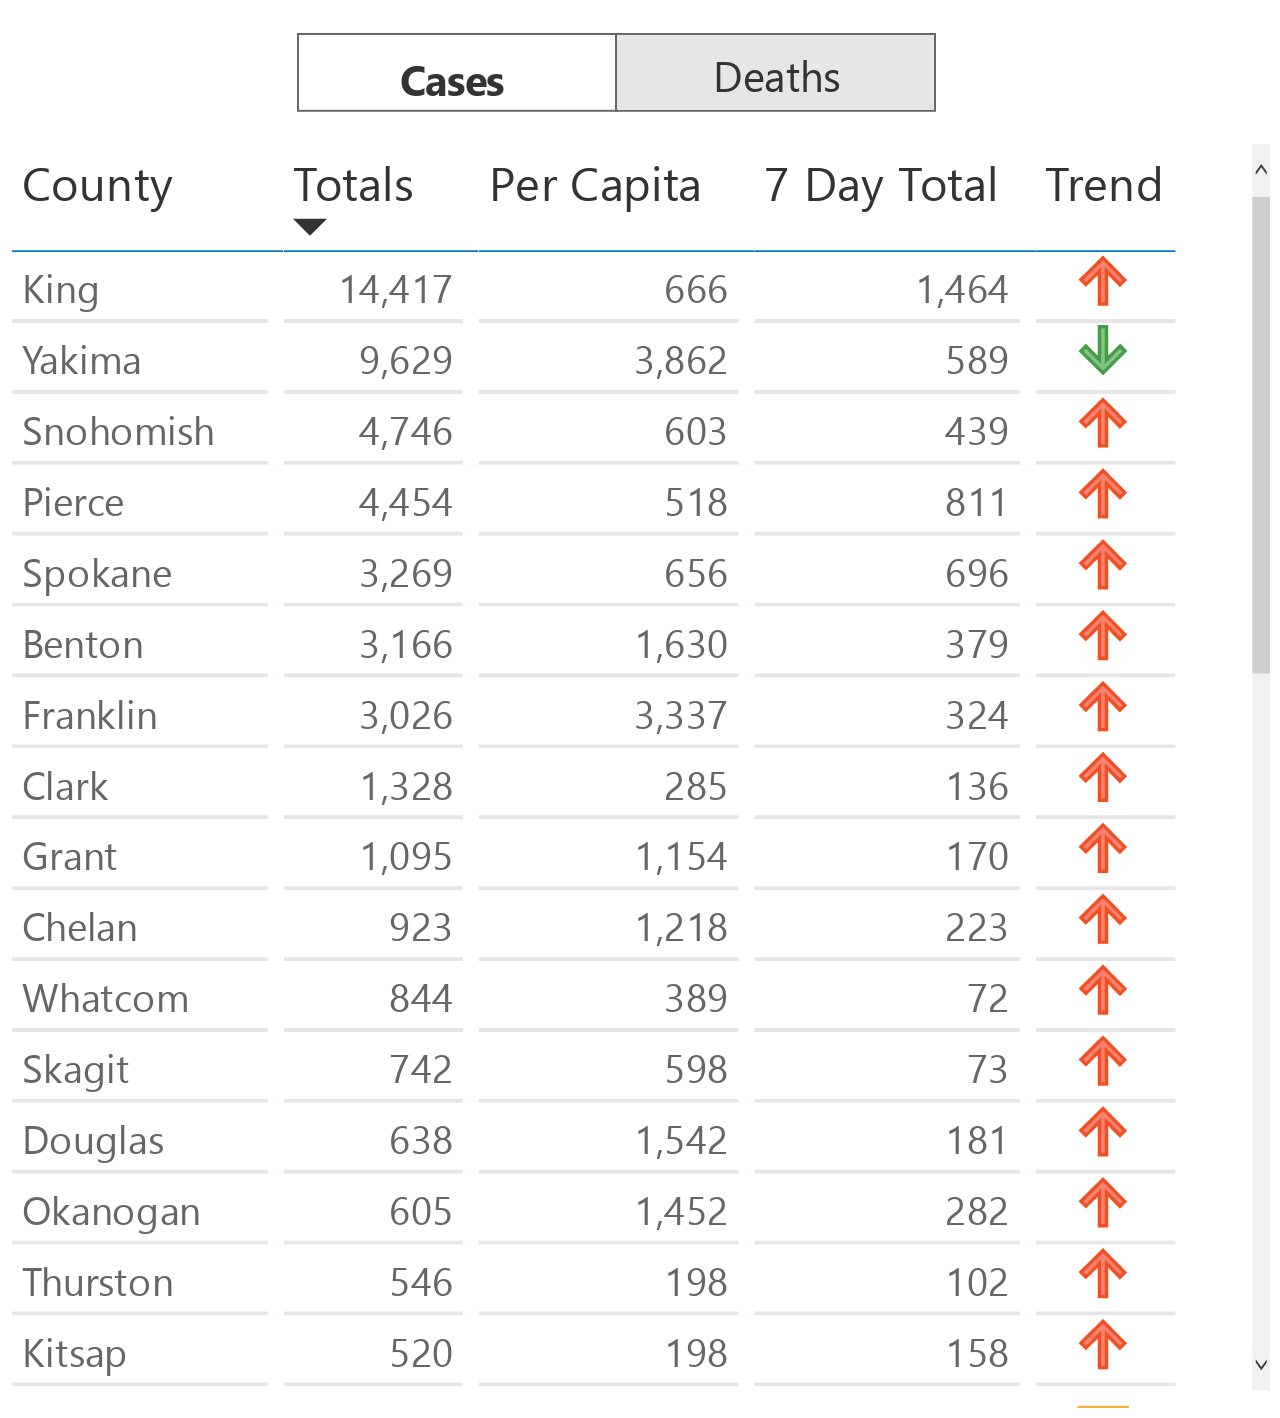 Cases Deaths
County Totals Per Capita 7 Day Total Trend
King 14,417 666 1,464
Yakima 9,629 3,862 589
Snohomish 4,746 603 439
Pierce 4,454 518 811
Spokane 3,269 656 696
Benton 3,166 1,630 379
Franklin 3,026 3,337 324
Clark 1,328 285 136
Grant 1,095 1,154 170
Chelan 923 1,218 223
Whatcom 844 389 72
Skagit 742 598 73
Douglas 638 1,542 181
Okanogan 605 1,452 282
Thurston 546 198 102
Kitsap 520 198 158